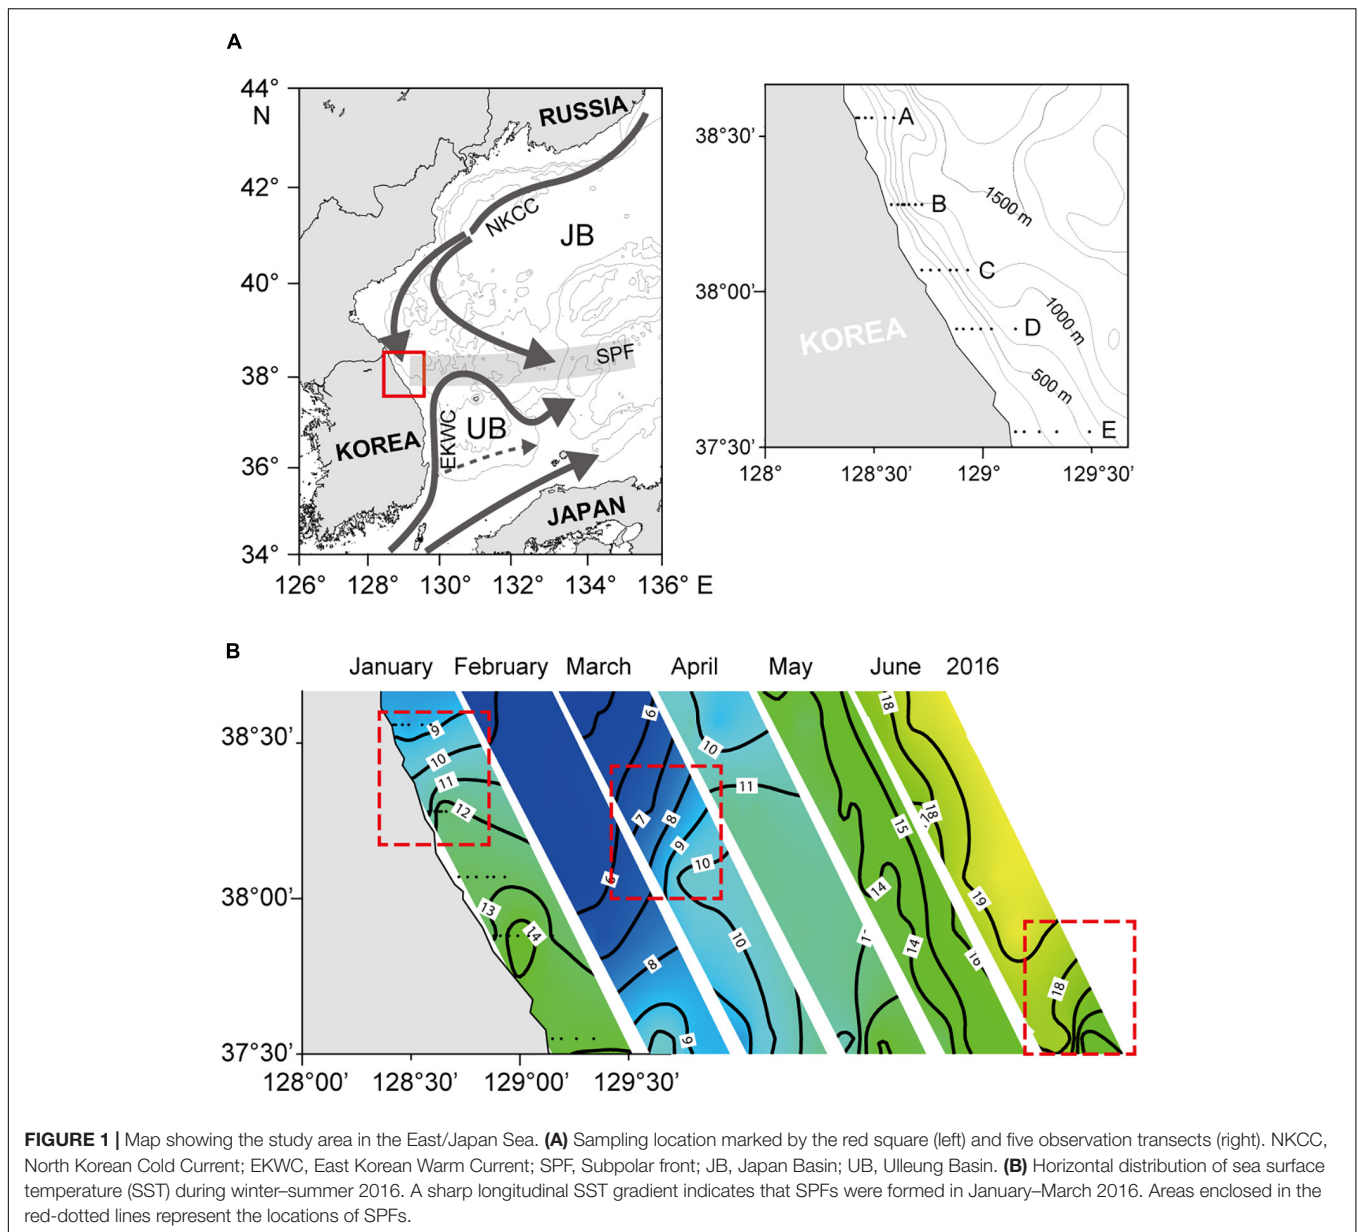 A
44°
N
42°
40°
38°
36°
34°
126°
128°
130°
132°
134°
136° E
RUSSIA
NKCC
JB
SPF
KOREA
EKWC
UB
JAPAN
38°30'
38°00'
37°30'
128°
128°30'
129°
129°30'
A
B
C
D
E
1500 m
1000 m
500 m
KOREA
B
January February March April May June 2016
38°30'
38°00'
37°30'
128°00'
128°30'
129°00'
129°30'
9
10
11
12
13
14
6
6
7
8
9
10
8
9
10
11
10
15
14
14
16
18
18
19
18
FIGURE 1 | Map showing the study area in the East/Japan Sea. (A) Sampling location marked by the red square (left) and five observation transects (right). NKCC,
North Korean Cold Current; EKWC, East Korean Warm Current; SPF, Subpolar front; JB, Japan Basin; UB, Ulleung Basin. (B) Horizontal distribution of sea surface
temperature (SST) during winter–summer 2016. A sharp longitudinal SST gradient indicates that SPFs were formed in January–March 2016. Areas enclosed in the
red-dotted lines represent the locations of SPFs.